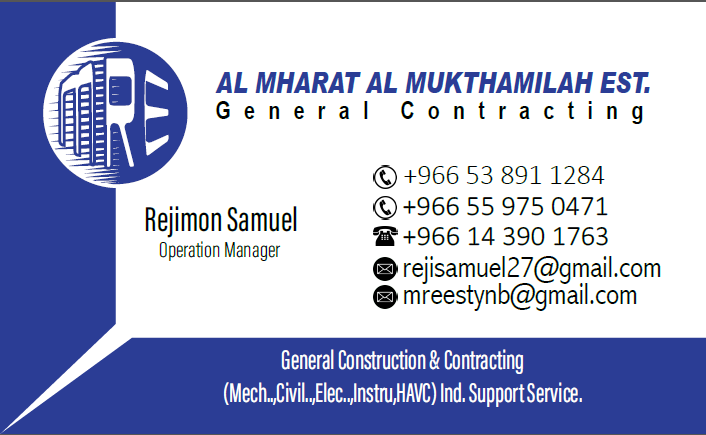 RE
AL MHARAT AL MUKTHAMILAH EST.
General Contracting
+966 53 891 1284
+966 55 975 0471
+966 14 390 1763
rejisamuel27@gmail.com
mreestynb@gmail.com
Rejimon Samuel
Operation Manager
General Construction & Contracting
(Mech..,Civil..,Elec..,Instru,HAVC) Ind. Support Service.